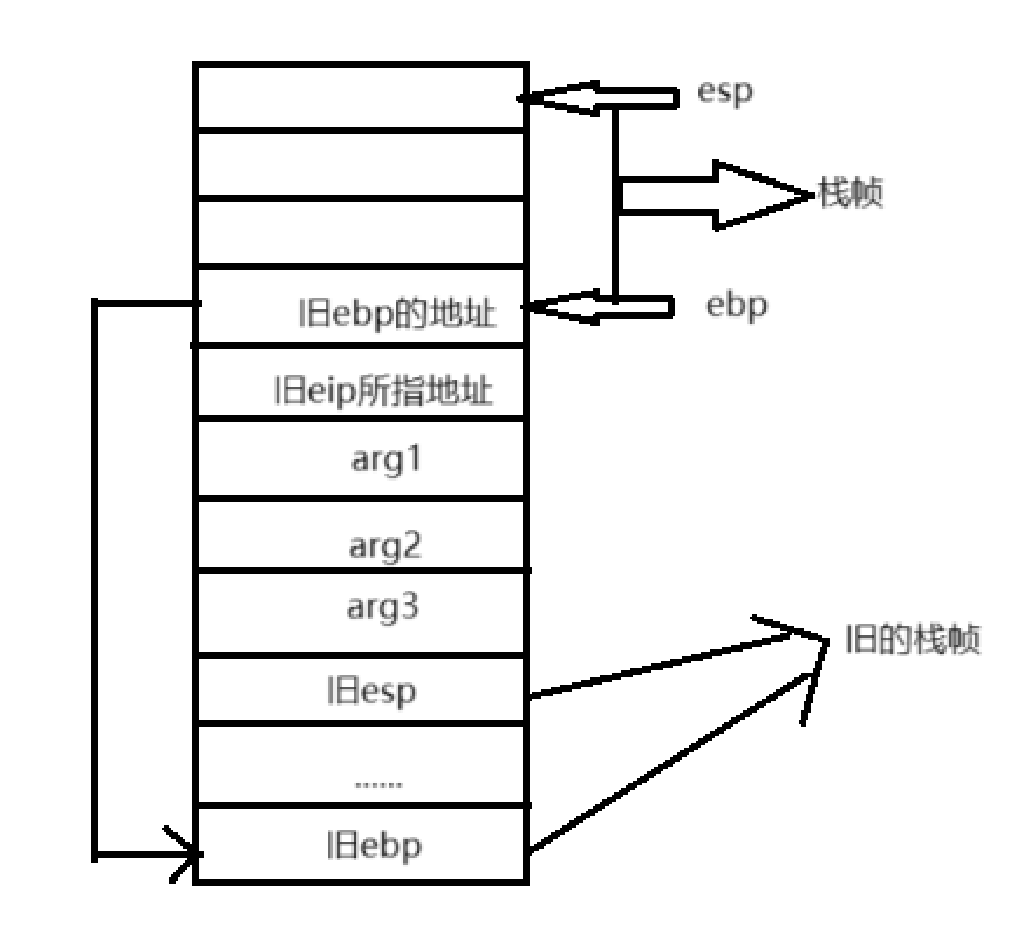 esp
栈帧
旧ebp的地址
ebp
旧eip所指地址
arg1
arg2
arg3
旧的栈帧
旧esp
......
旧ebp